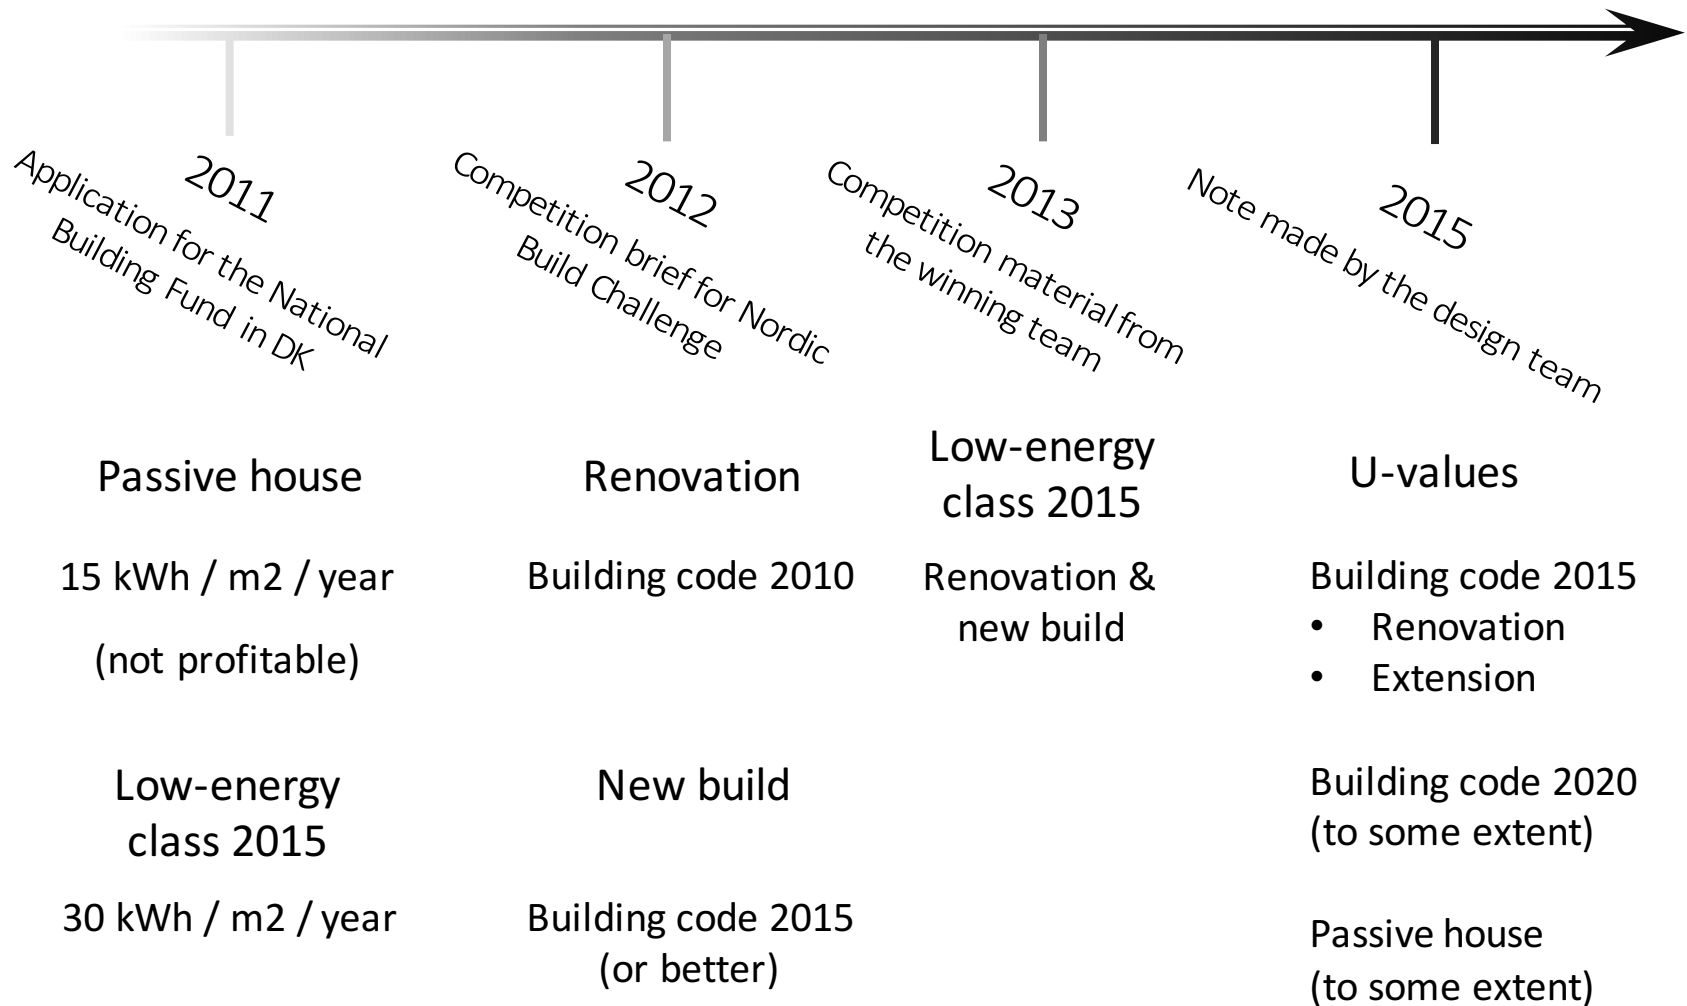 2011
Application for the National
Building Fund in DK
2012
Competition brief for Nordic
Build Challenge
2013
Competition material from
the winning team
2015
Note made by the design team
Passive house
15 kWh / m2 / year
(not profitable)
Low-energy
class 2015
30 kWh / m2 / year
Renovation
Building code 2010
New build
Building code 2015
(or better)
Low-energy
class 2015
Renovation &
new build
U-values
Building code 2015
• Renovation
• Extension
Building code 2020
(to some extent)
Passive house
(to some extent)